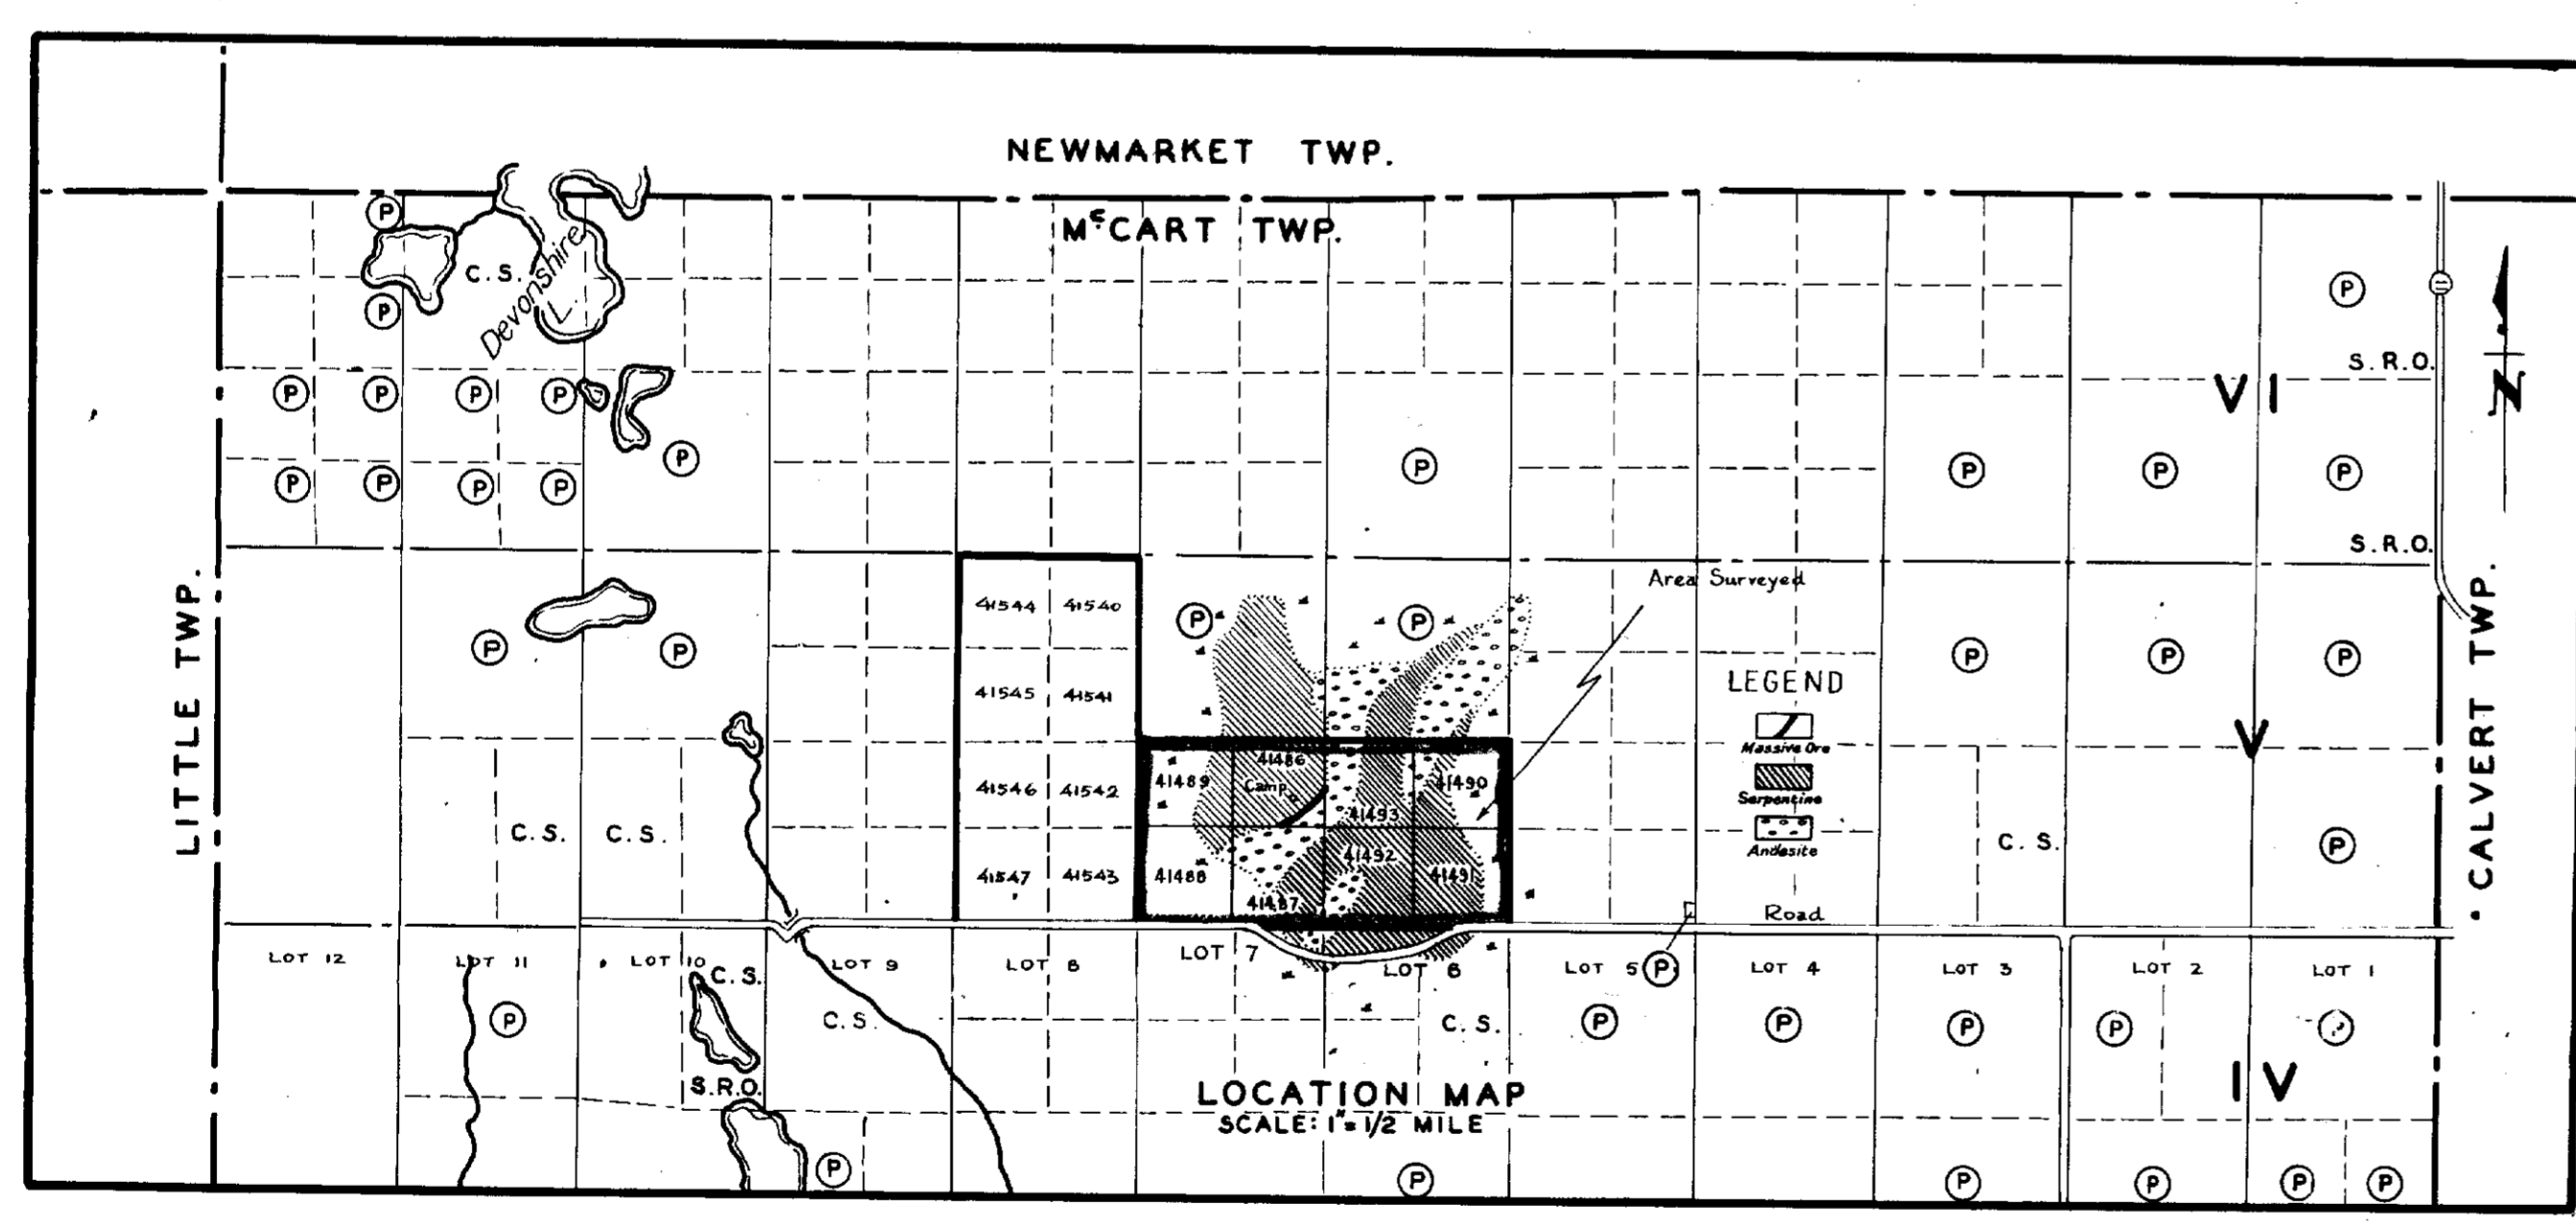 NEWMARKET TWP.
McCART TWP.
P
C.S.
Devonshire
L.
P
P
S.R.O.
N
P P P P
VI
P
P
P
P
P
P P P P
S.R.O.
LITTLE TWP.
CALVERT TWP.
Area Surveyed
41544 41540
P
P
P
P
P
P
P
41545 41541
LEGEND
Massive Ore
Serpentine
Andesite
V
41546 41542
41489
41486
Camp
41490
41493
C.S.
C.S.
C.S.
P
41547 41543
41488
41487
41492
41491
Road
LOT 12
LOT 11
LOT 10
LOT 9
LOT 8
LOT 7
LOT 6
LOT 5
P
LOT 4
LOT 3
LOT 2
LOT 1
C.S.
P
C.S.
C.S.
P
P
P
P
P
S.R.O.
IV
LOCATION MAP
SCALE: 1"=1/2 MILE
P
P
P
P
P
P